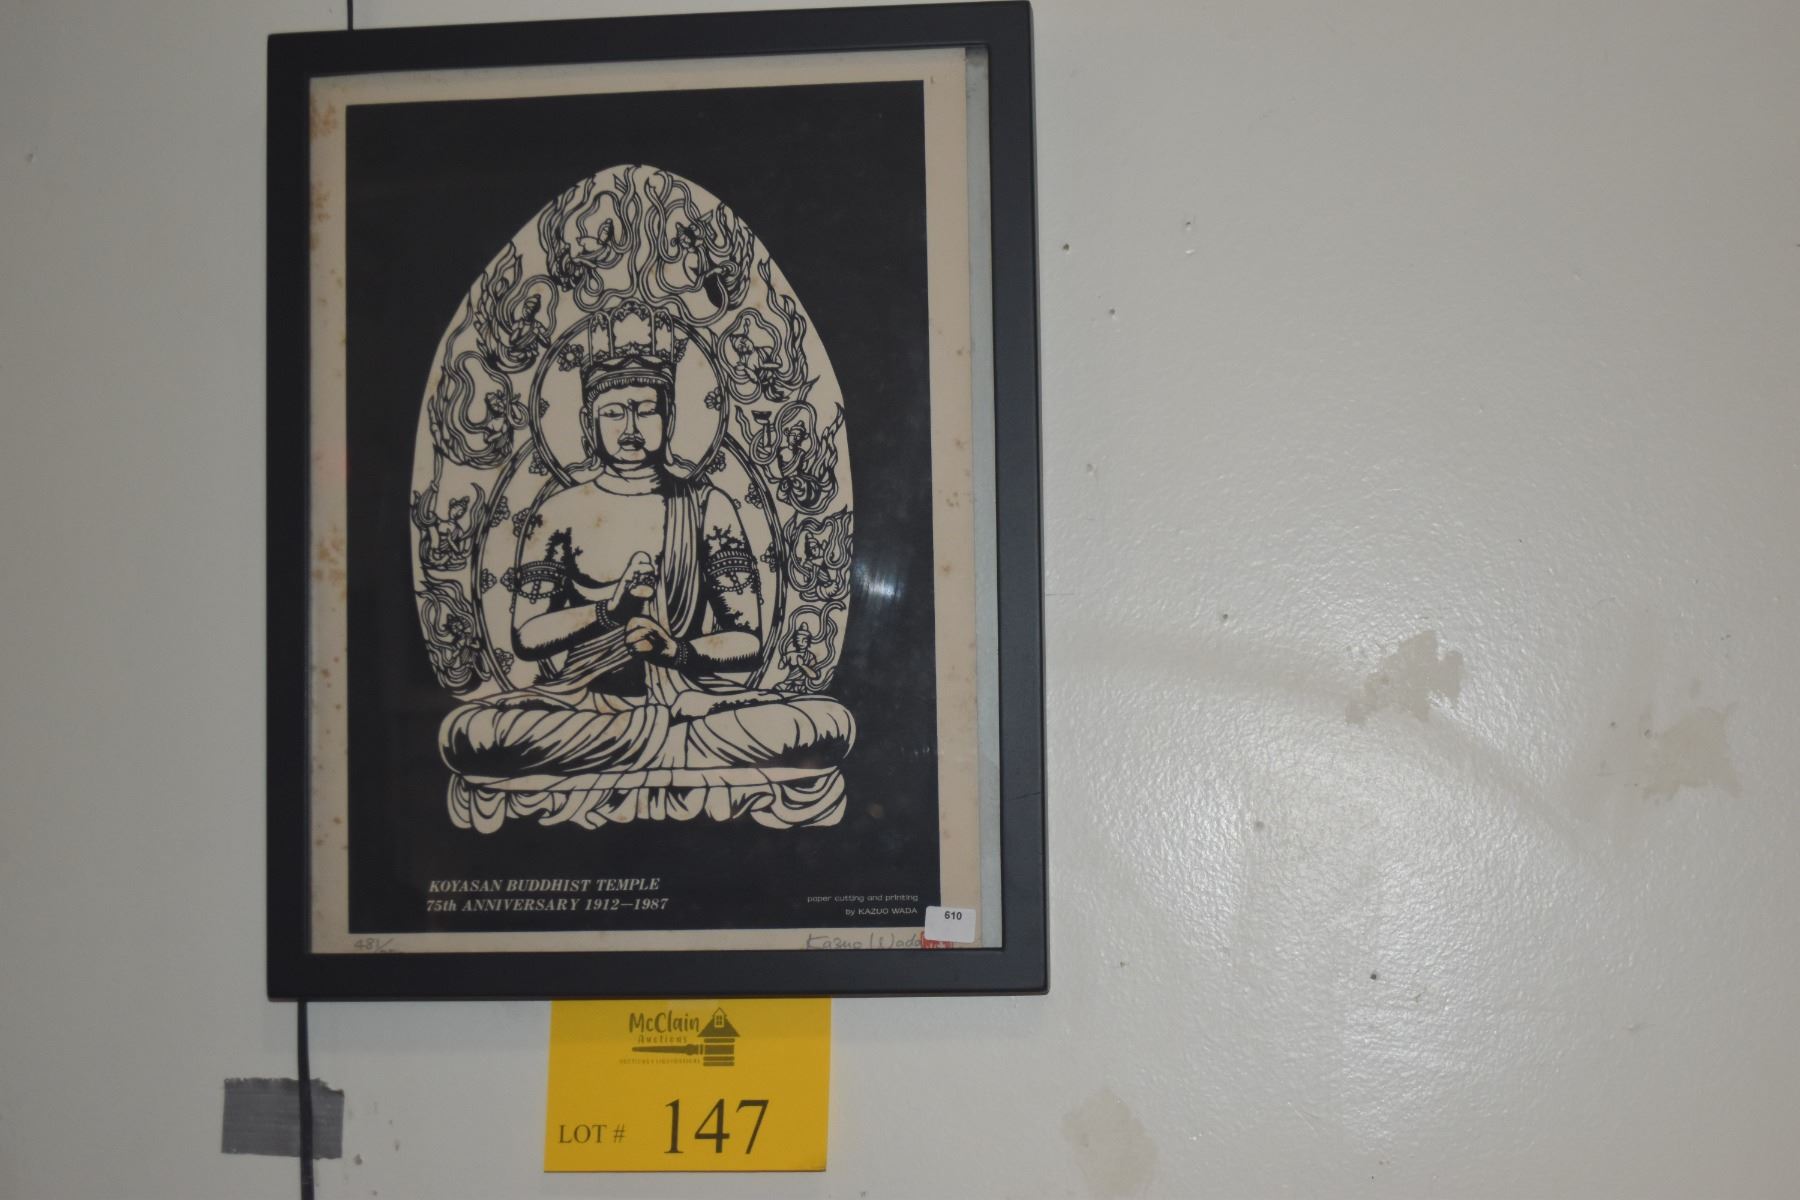 KOYASAN BUDDHIST TEMPLE
75th ANNIVERSARY 1912—1987
paper cutting and printing
by KAZUO WADA
610
481/
Kazuo Wada
McClain
Auctions
LOT # 147